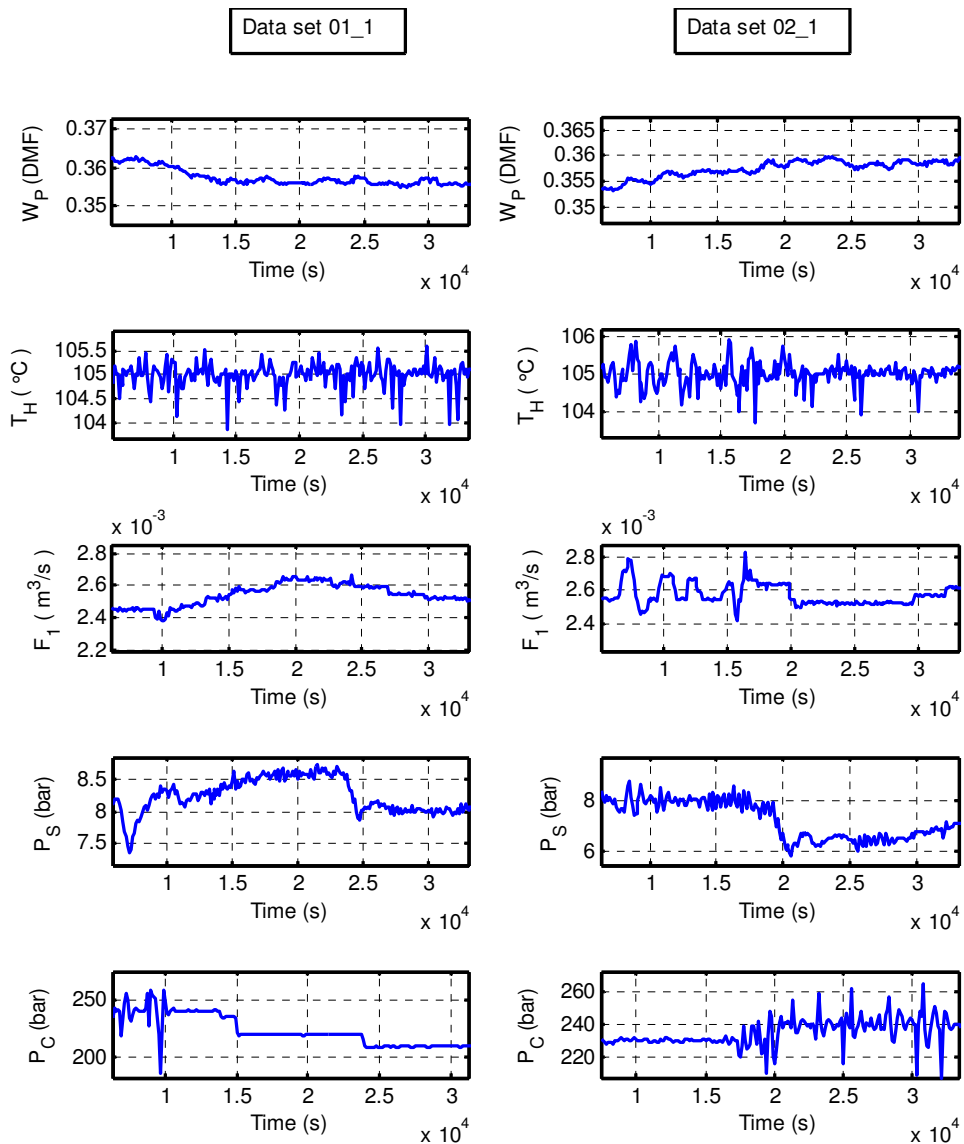 Data set 01_1 Data set 02_1
0.37 0.36 0.35 W_P (DMF)
1 1.5 2 2.5 3
Time (s)
x 10^4
0.365 0.36 0.355 0.35 W_P (DMF)
1 1.5 2 2.5 3
Time (s)
x 10^4
105.5 105 104.5 104 T_H ( °C)
1 1.5 2 2.5 3
Time (s)
x 10^4
106 105 104 T_H ( °C)
1 1.5 2 2.5 3
Time (s)
x 10^4
x 10^-3
2.8 2.6 2.4 2.2 F_1 ( m^3/s)
1 1.5 2 2.5 3
Time (s)
x 10^4
x 10^-3
2.8 2.6 2.4 F_1 ( m^3/s)
1 1.5 2 2.5 3
Time (s)
x 10^4
8.5 8 7.5 P_S (bar)
1 1.5 2 2.5 3
Time (s)
x 10^4
8 6 P_S (bar)
1 1.5 2 2.5 3
Time (s)
x 10^4
250 200 P_C (bar)
1 1.5 2 2.5 3
Time (s)
x 10^4
260 240 220 P_C (bar)
1 1.5 2 2.5 3
Time (s)
x 10^4